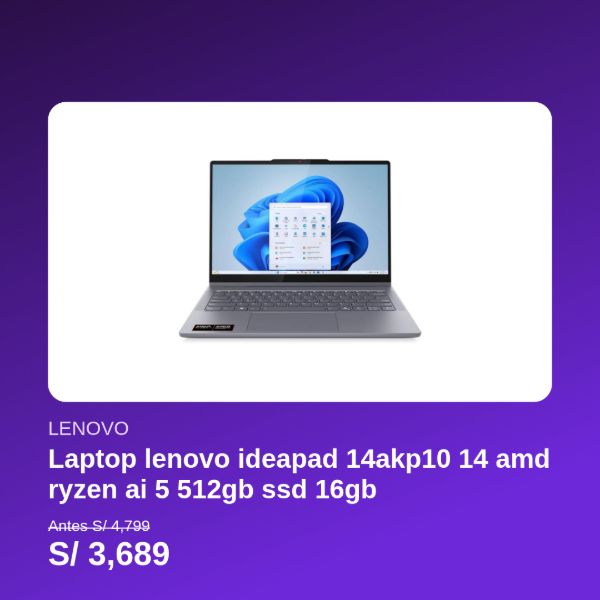 LENOVO
Laptop lenovo ideapad 14akp10 14 amd
ryzen ai 5 512gb ssd 16gb
Antes S/ 4,799
S/ 3,689